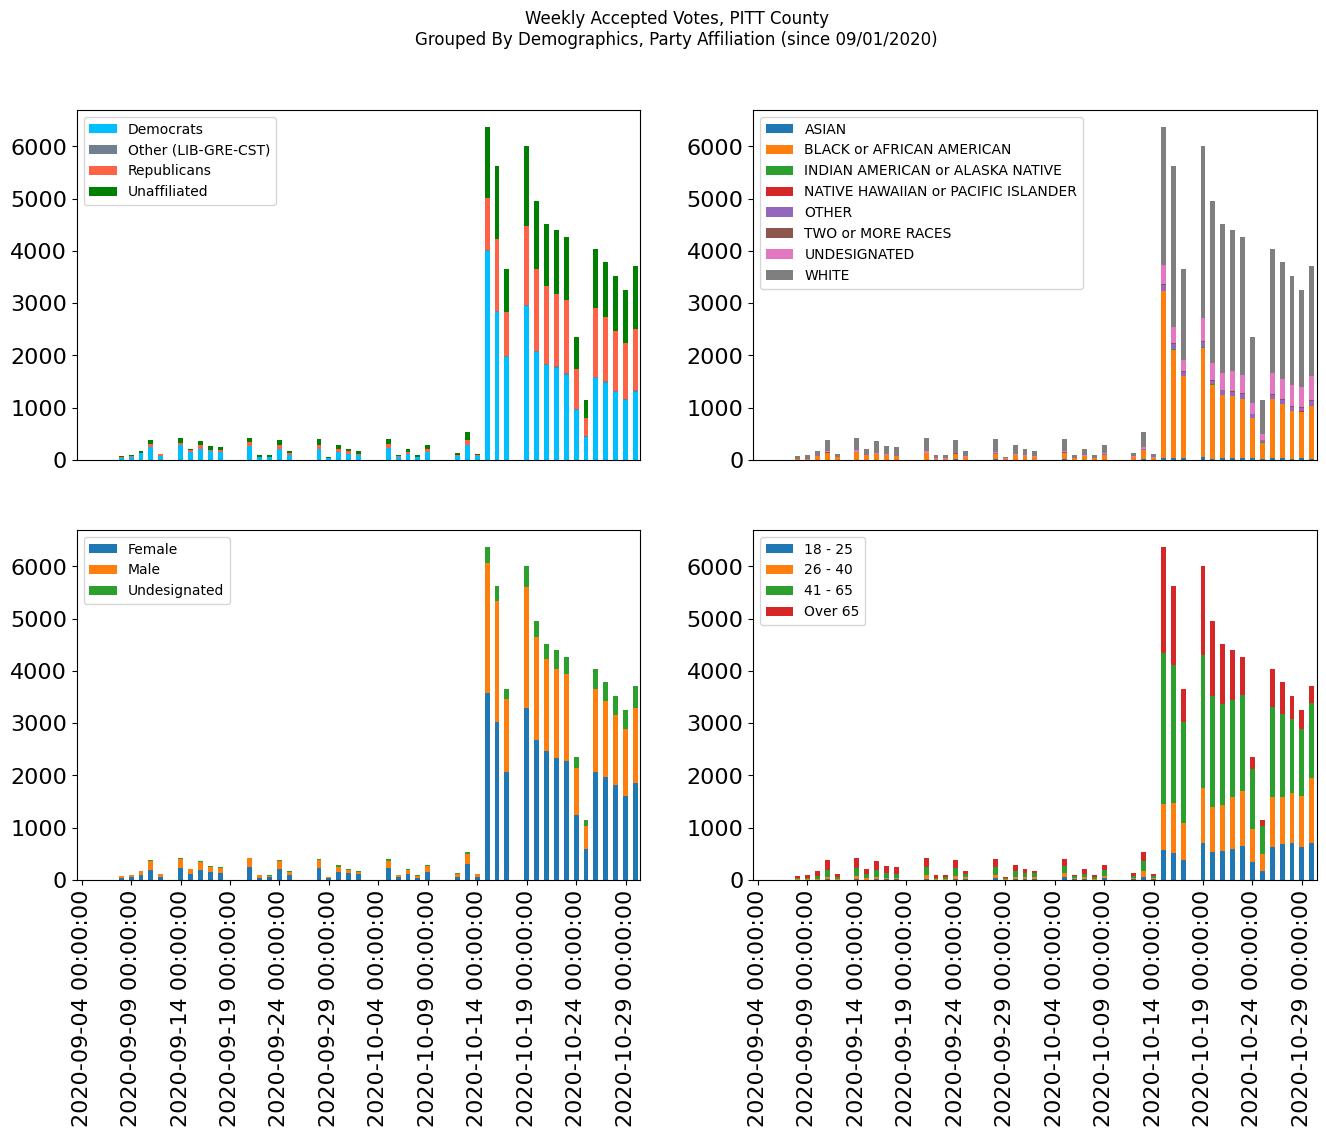 Weekly Accepted Votes, PITT County
Grouped By Demographics, Party Affiliation (since 09/01/2020)
Democrats
Other (LIB-GRE-CST)
Republicans
Unaffiliated
6000
5000
4000
3000
2000
1000
0
ASIAN
BLACK or AFRICAN AMERICAN
INDIAN AMERICAN or ALASKA NATIVE
NATIVE HAWAIIAN or PACIFIC ISLANDER
OTHER
TWO or MORE RACES
UNDESIGNATED
WHITE
6000
5000
4000
3000
2000
1000
0
Female
Male
Undesignated
6000
5000
4000
3000
2000
1000
0
2020-09-04 00:00:00
2020-09-09 00:00:00
2020-09-14 00:00:00
2020-09-19 00:00:00
2020-09-24 00:00:00
2020-09-29 00:00:00
2020-10-04 00:00:00
2020-10-09 00:00:00
2020-10-14 00:00:00
2020-10-19 00:00:00
2020-10-24 00:00:00
2020-10-29 00:00:00
18 - 25
26 - 40
41 - 65
Over 65
6000
5000
4000
3000
2000
1000
0
2020-09-04 00:00:00
2020-09-09 00:00:00
2020-09-14 00:00:00
2020-09-19 00:00:00
2020-09-24 00:00:00
2020-09-29 00:00:00
2020-10-04 00:00:00
2020-10-09 00:00:00
2020-10-14 00:00:00
2020-10-19 00:00:00
2020-10-24 00:00:00
2020-10-29 00:00:00